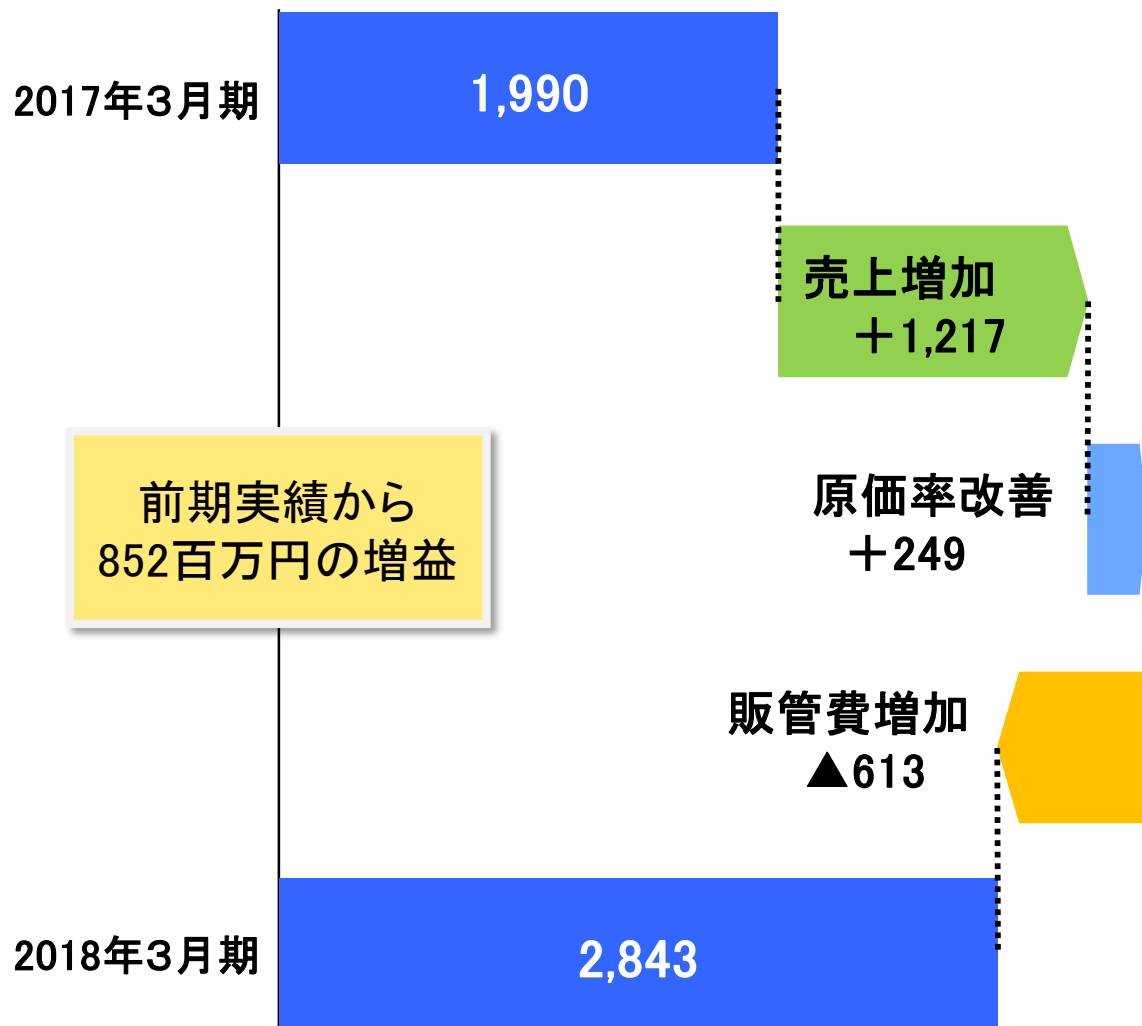 2017年３月期
1,990
売上増加
＋1,217
原価率改善
＋249
前期実績から
852百万円の増益
販管費増加
▲613
2018年３月期
2,843